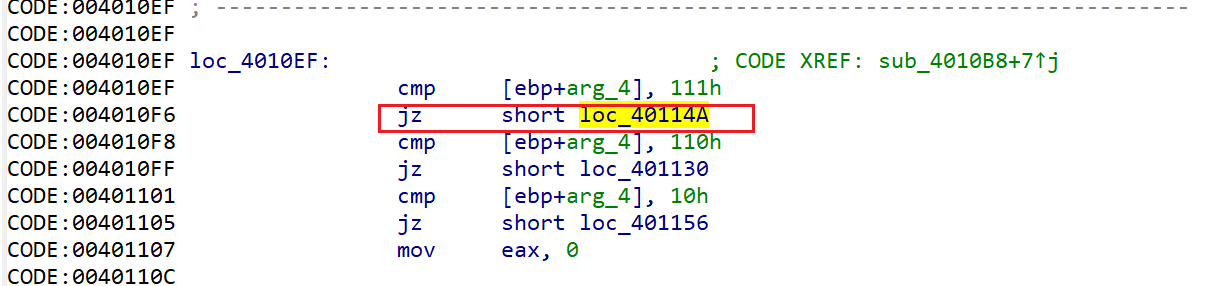 CODE:004010EF ; ---------------------------------------------------------------------------
CODE:004010EF
CODE:004010EF loc_4010EF: ; CODE XREF: sub_4010B8+7↑j
CODE:004010EF cmp [ebp+arg_4], 111h
CODE:004010F6 jz short loc_40114A
CODE:004010F8 cmp [ebp+arg_4], 110h
CODE:004010FF jz short loc_401130
CODE:00401101 cmp [ebp+arg_4], 10h
CODE:00401105 jz short loc_401156
CODE:00401107 mov eax, 0
CODE:0040110C